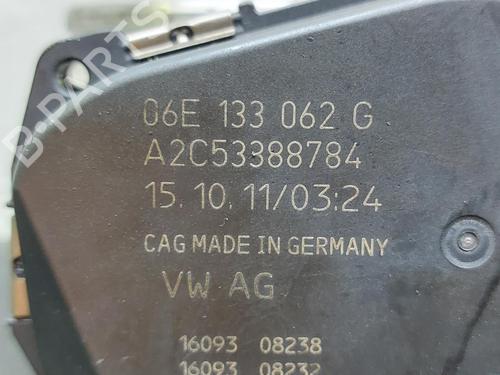 06E 133 062 G
A2C53388784
15.10.11/03:24
CAG MADE IN GERMANY
VW AG
16093 08238
16093 08232
B-PARTS